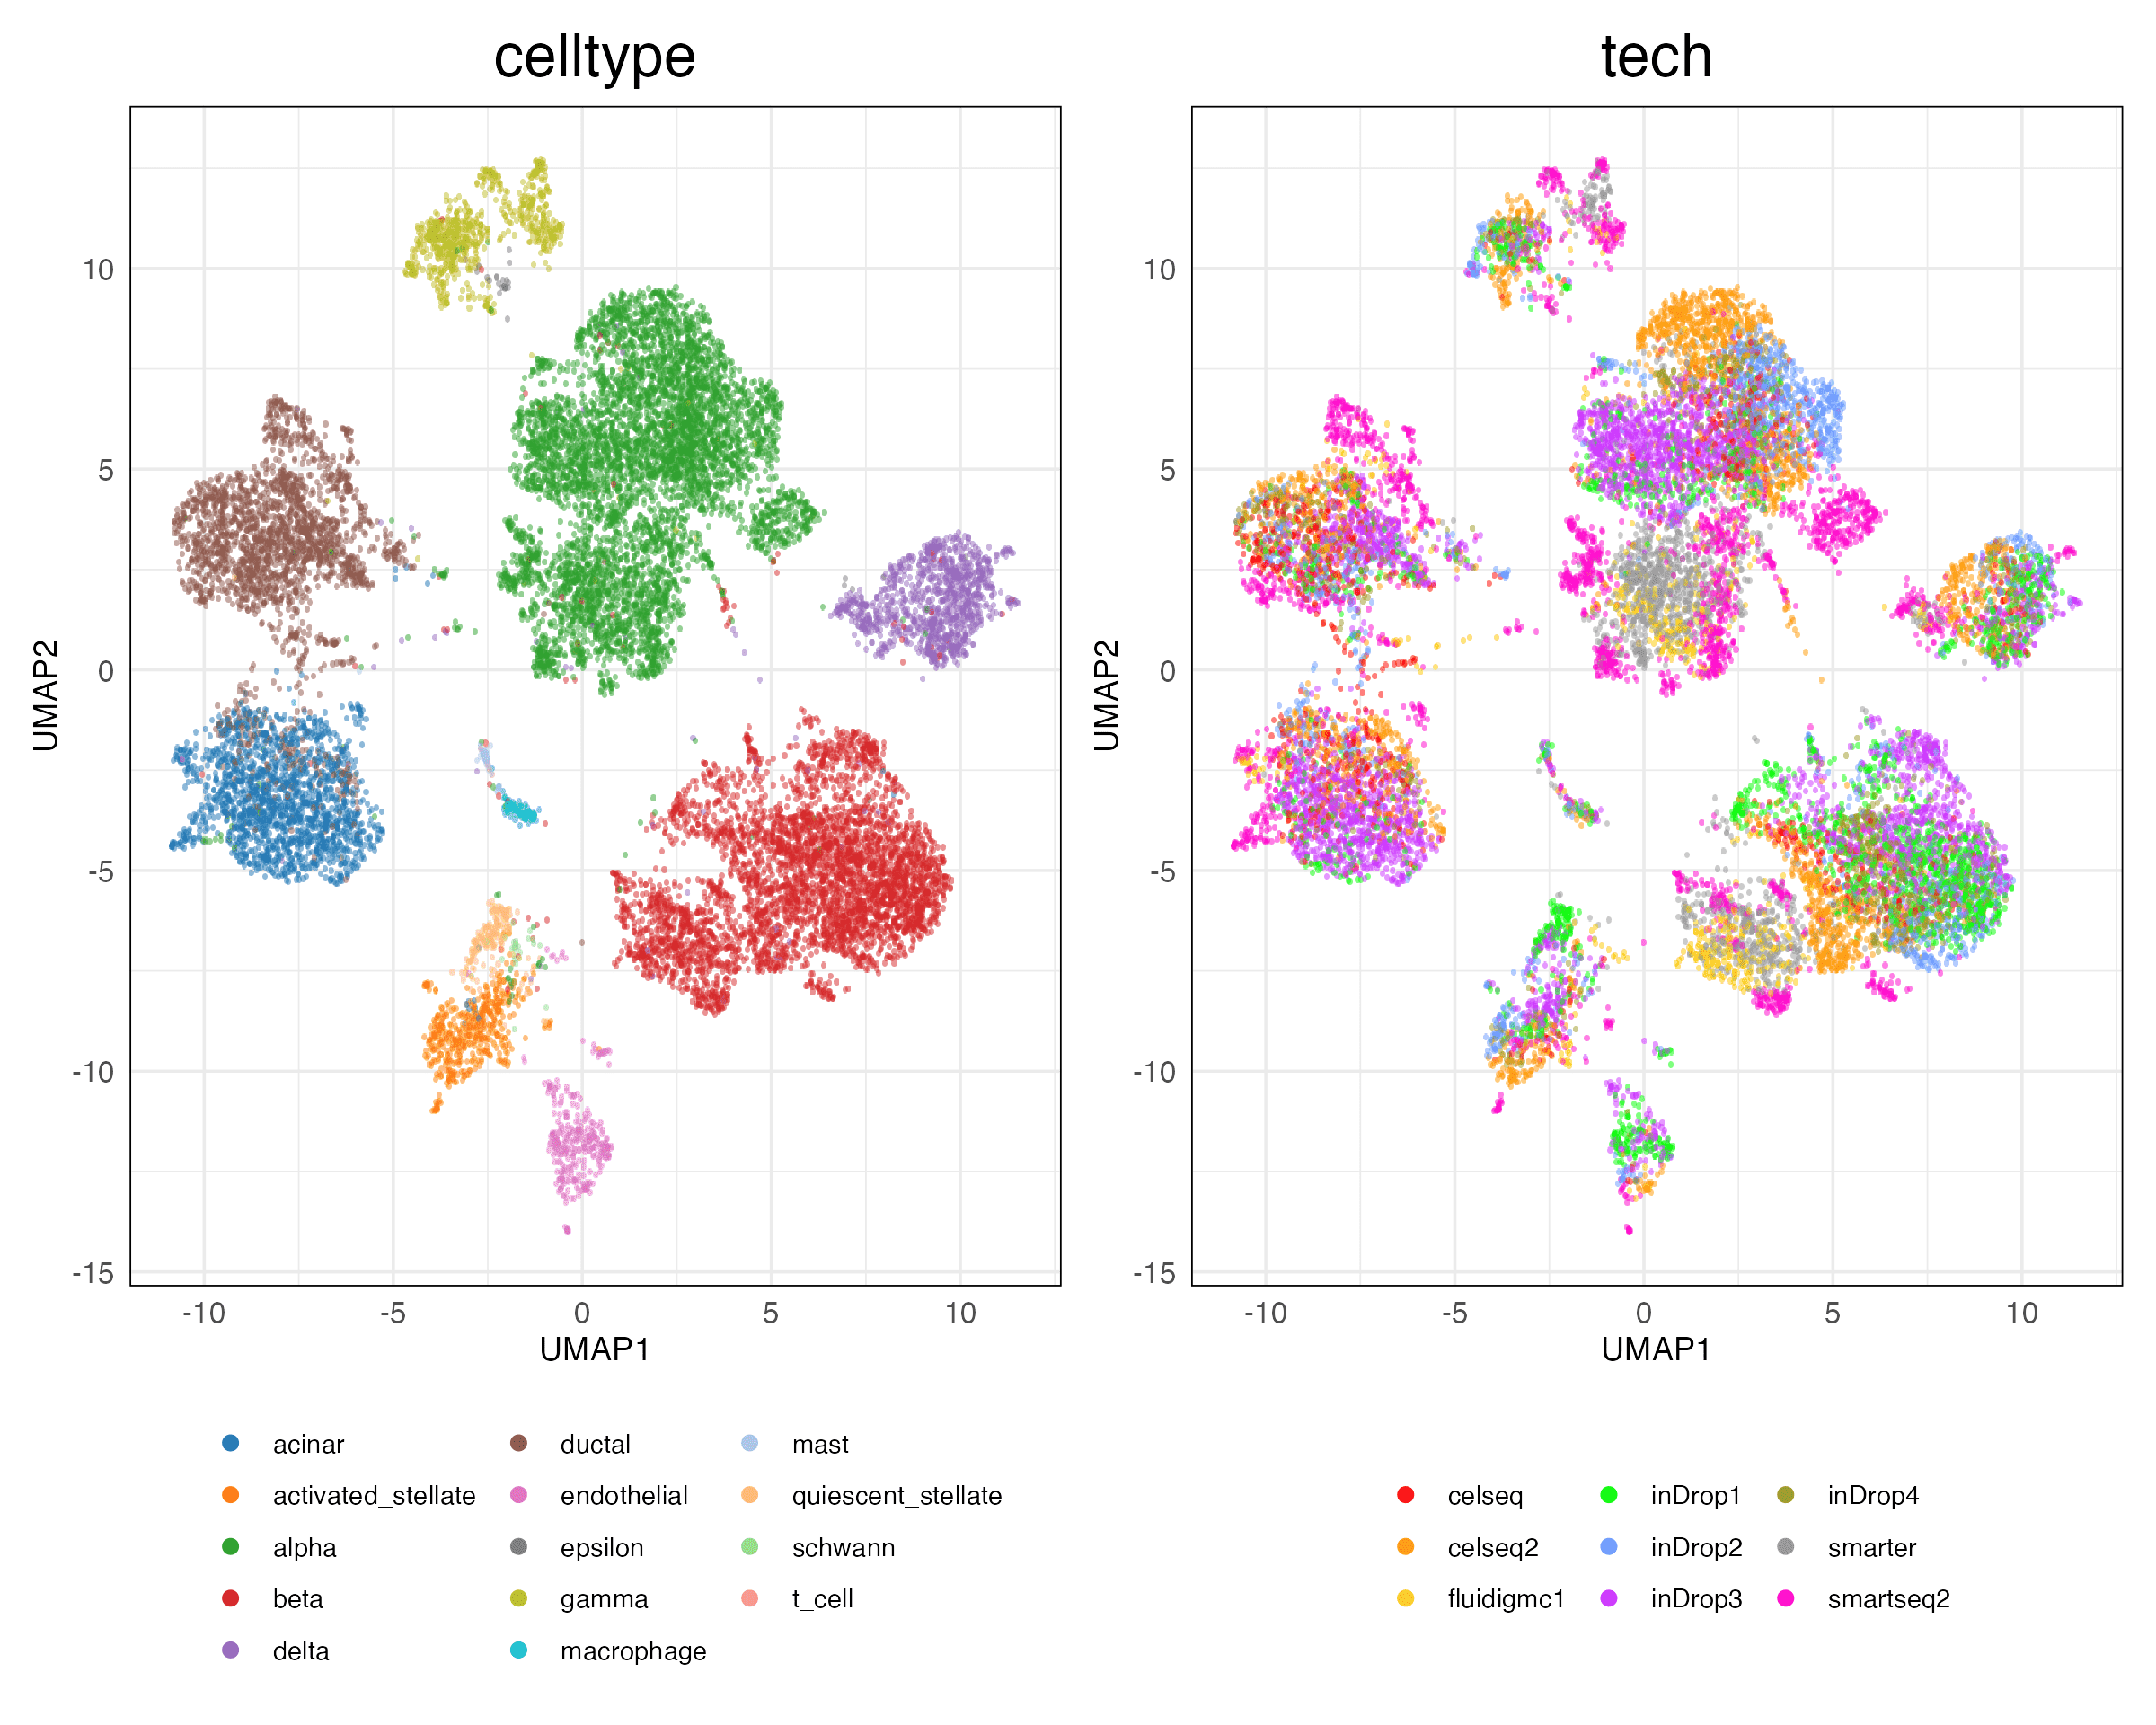 celltype
tech
UMAP2
10
5
0
-5
-10
-15
-10 -5 0 5 10
UMAP1
UMAP2
10
5
0
-5
-10
-15
-10 -5 0 5 10
UMAP1
acinar
activated_stellate
alpha
beta
delta
ductal
endothelial
epsilon
gamma
macrophage
mast
quiescent_stellate
schwann
t_cell
celseq
celseq2
fluidigmc1
inDrop1
inDrop2
inDrop3
inDrop4
smarter
smartseq2